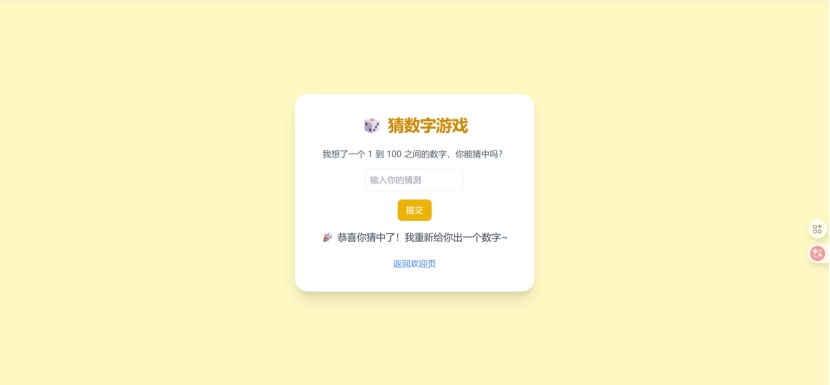 🎲 猜数字游戏
我想了一个 1 到 100 之间的数字，你能猜中吗？
输入你的猜测
提交
🎉 恭喜你猜中了！我重新给你出一个数字~
返回欢迎页